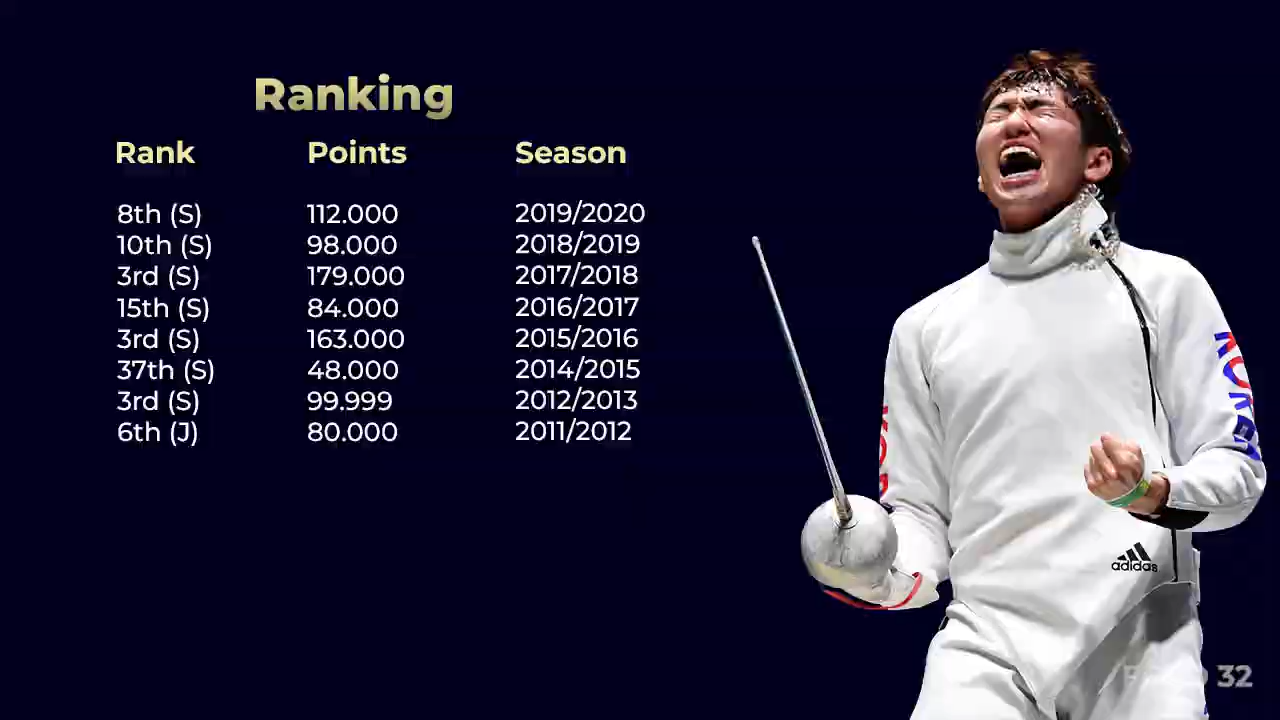 Ranking
Rank Points Season
8th (S) 112.000 2019/2020
10th (S) 98.000 2018/2019
3rd (S) 179.000 2017/2018
15th (S) 84.000 2016/2017
3rd (S) 163.000 2015/2016
37th (S) 48.000 2014/2015
3rd (S) 99.999 2012/2013
6th (J) 80.000 2011/2012
KOREA
adidas
32